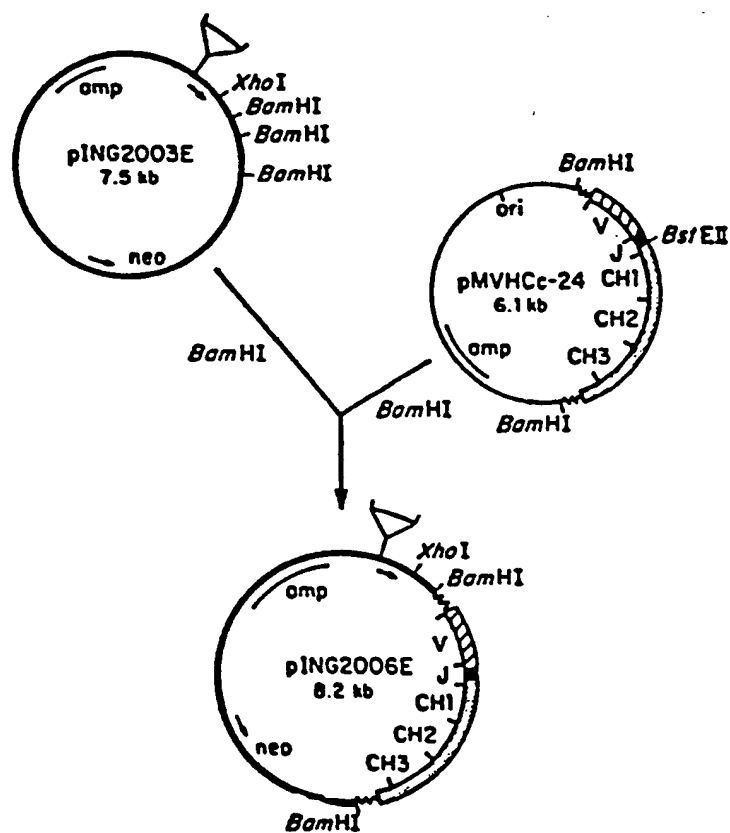 amp
XhoI
BamHI
BamHI
BamHI
pING2003E
7.5 kb
neo
BamHI
ori
V
J
BstEII
CH1
pMVHCc-24
6.1 kb
CH2
CH3
amp
BamHI
BamHI
BamHI
XhoI
BamHI
amp
V
pING2006E
8.2 kb
J
CH1
CH2
neo
CH3
BamHI